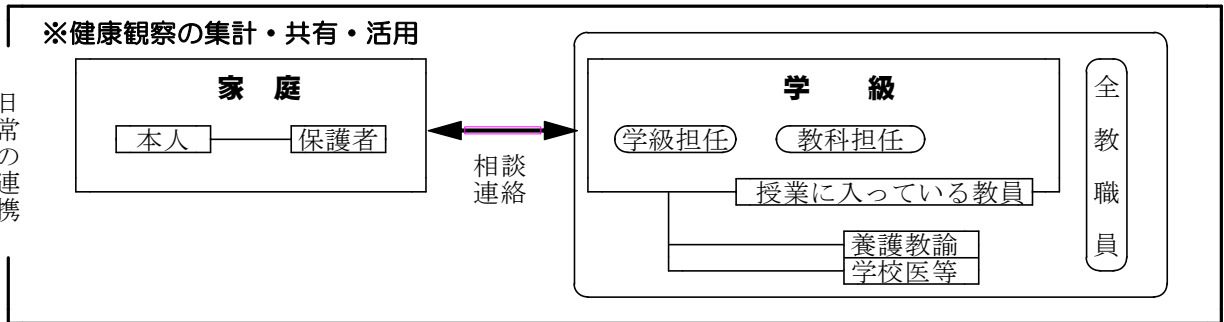 ※健康観察の集計・共有・活用
日常の連携
家 庭
本人
保護者
相談
連絡
学 級
学級担任
教科担任
授業に入っている教員
養護教諭
学校医等
全教職員